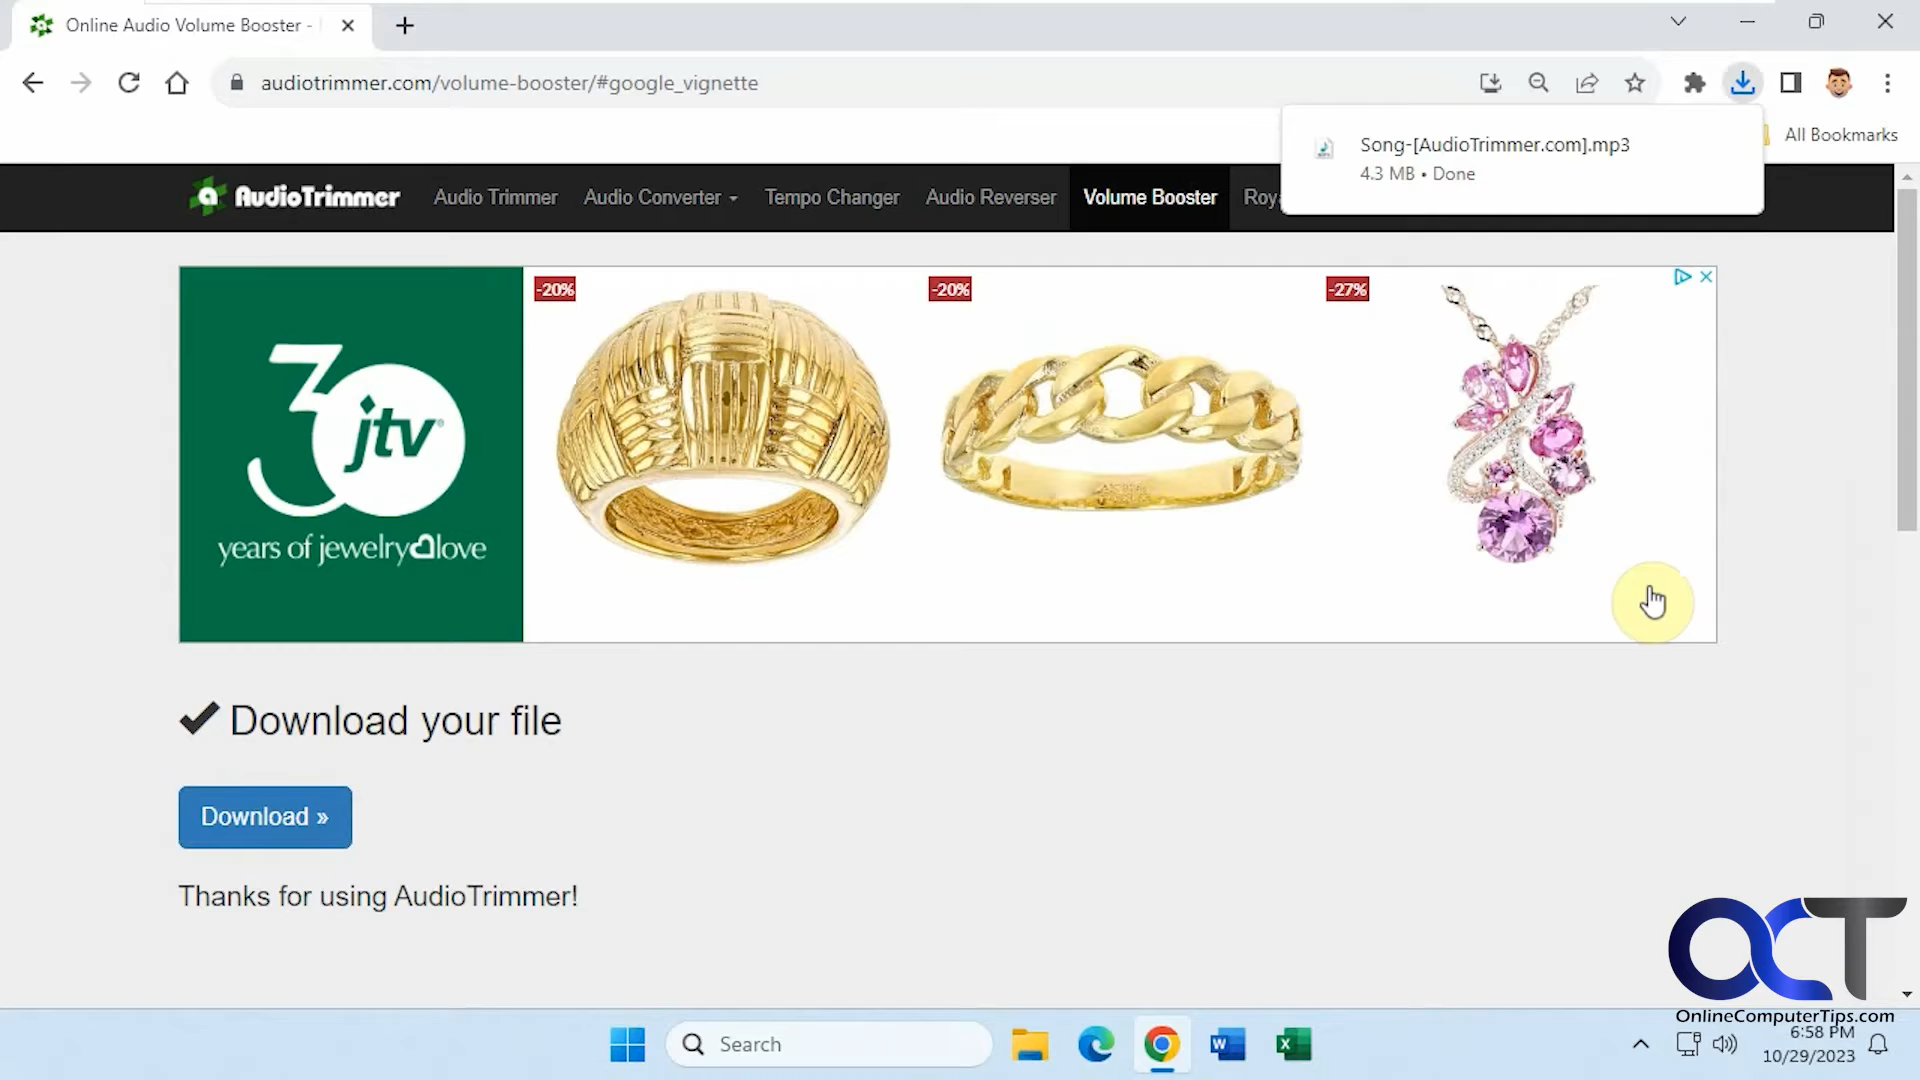 Online Audio Volume Booster -
audiotrimmer.com/volume-booster/#google_vignette
All Bookmarks
Song-[AudioTrimmer.com].mp3
4.3 MB • Done
a AudioTrimmer Audio Trimmer Audio Converter Tempo Changer Audio Reverser Volume Booster Roya
-20%
-20%
-27%
30 jtv
years of jewelry love
Download your file
Download »
Thanks for using AudioTrimmer!
OCT
OnlineComputerTips.com
Search
W
X
6:58 PM
10/29/2023